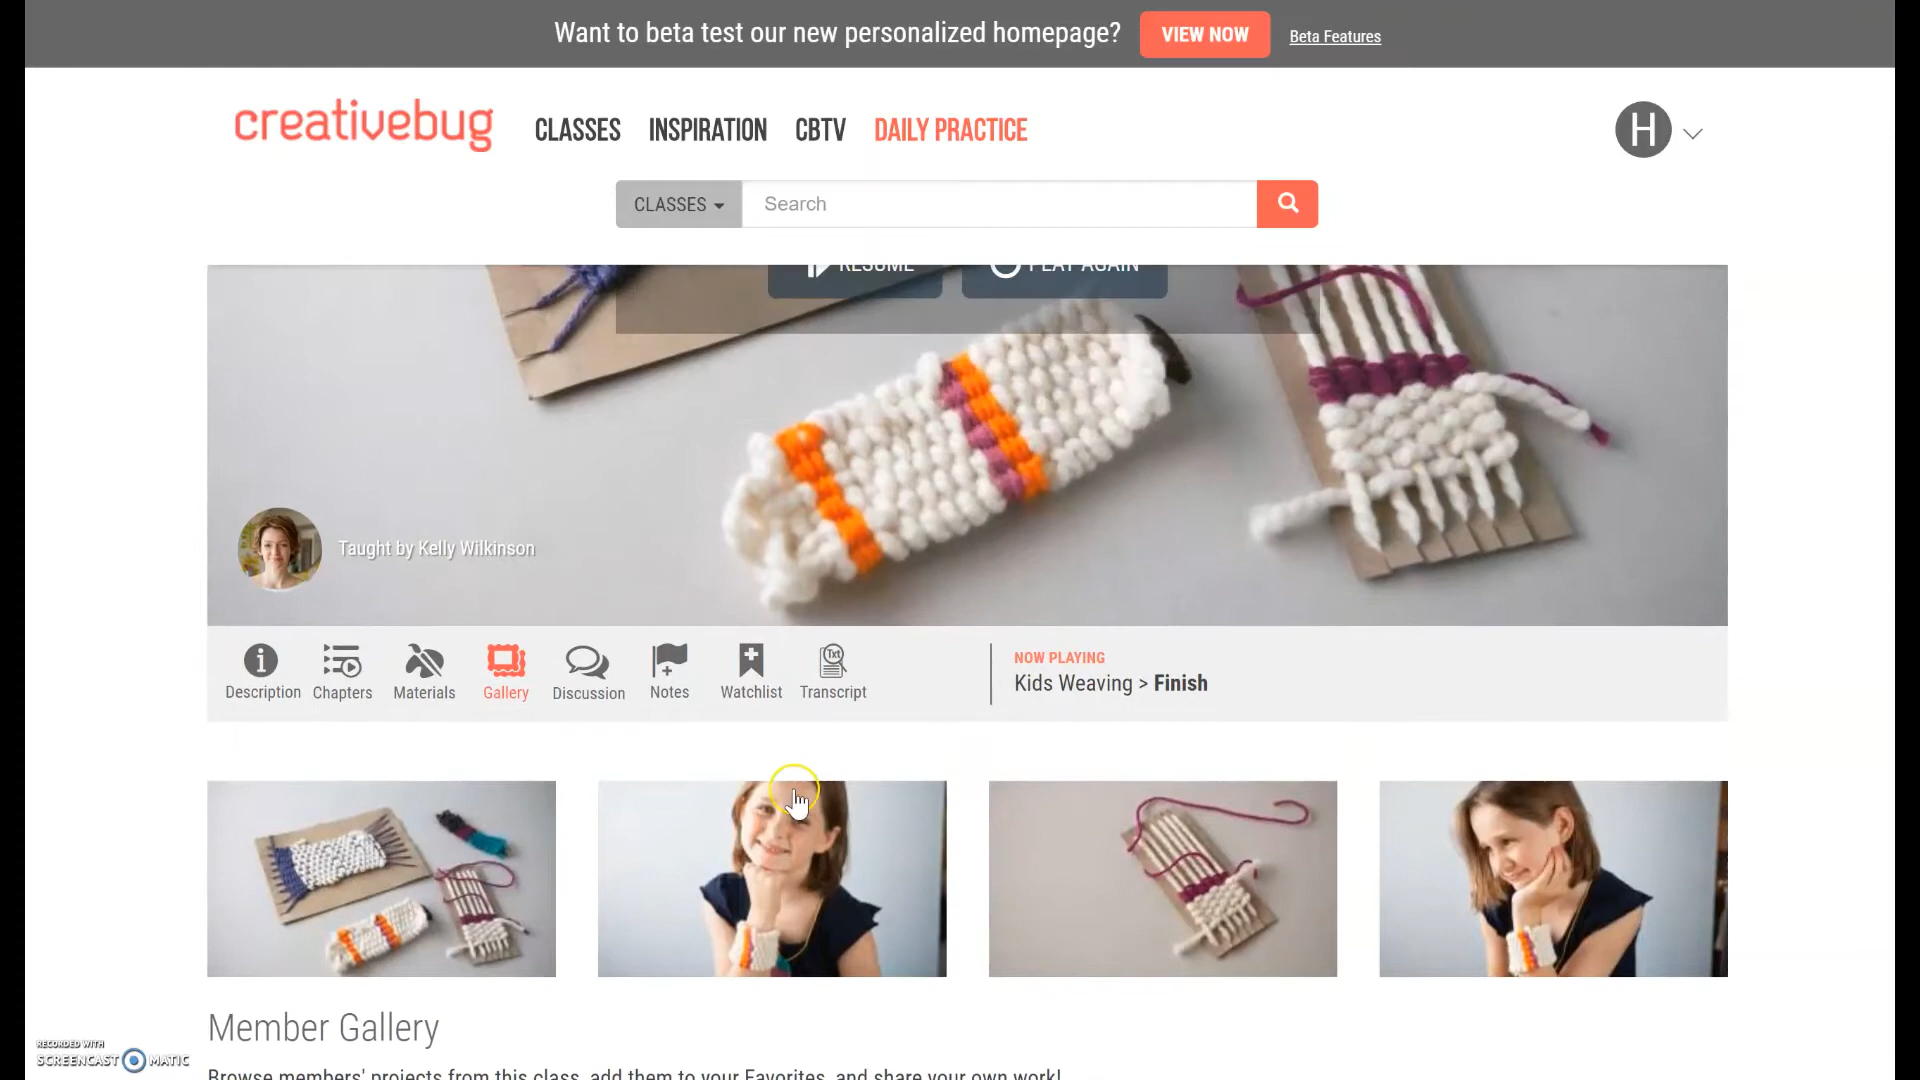 Want to beta test our new personalized homepage? VIEW NOW Beta Features
creativebug CLASSES INSPIRATION CBTV DAILY PRACTICE H
CLASSES Search
RESUME PLAY AGAIN
Taught by Kelly Wilkinson
Description Chapters Materials Gallery Discussion Notes Watchlist Transcript
NOW PLAYING
Kids Weaving > Finish
Member Gallery
Browse members' projects from this class, add them to your Favorites, and share your own work!
RECORDED WITH
SCREENCAST MATIC